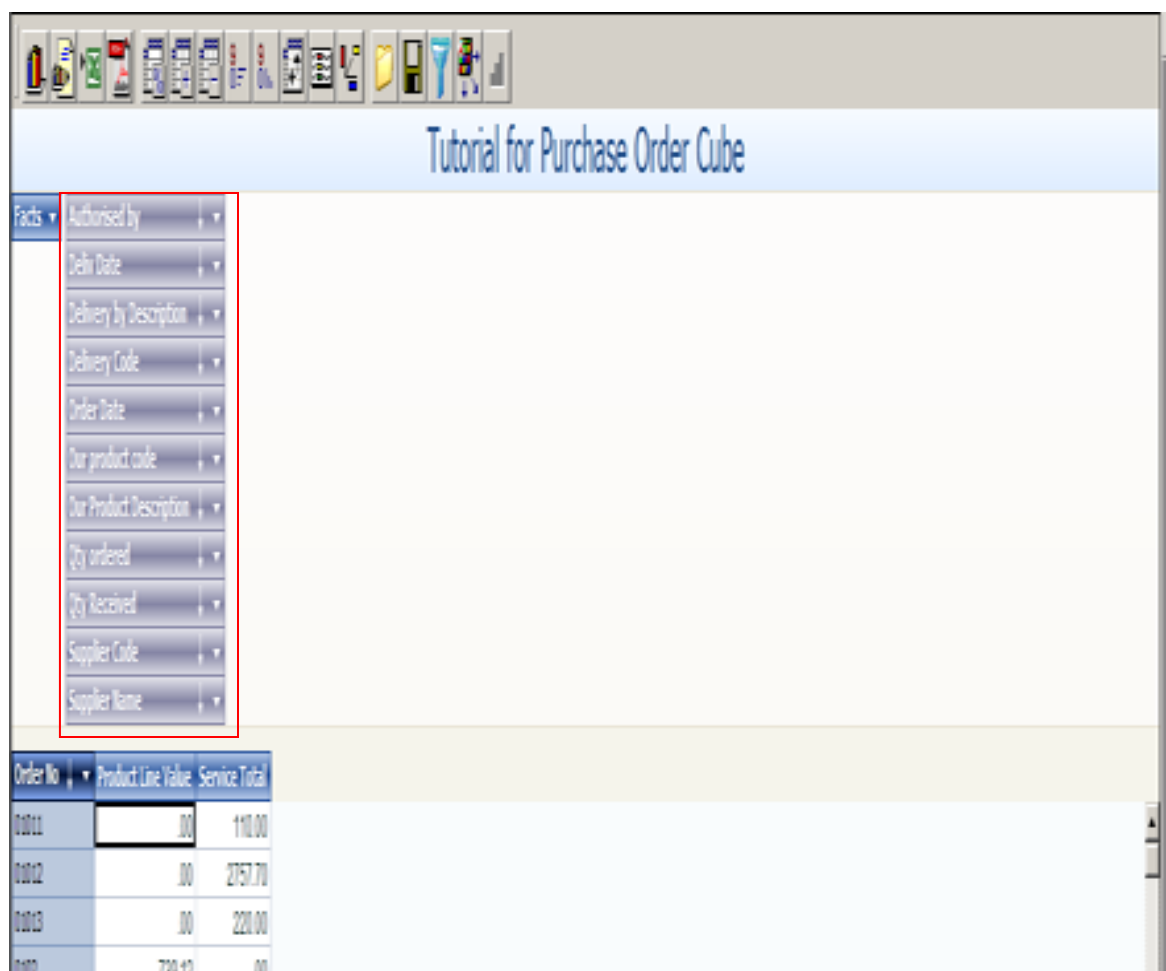 Tutorial for Purchase Order Cube
Facts
Authorised by
Deliv Date
Delivery by Description
Delivery Code
Order Date
Our product code
Our Product Description
Qty ordered
Qty Received
Supplier Code
Supplier Name
Order No Product Line Value Service Total
01011 .00 110.00
01012 .00 2757.70
01013 .00 220.00
.00